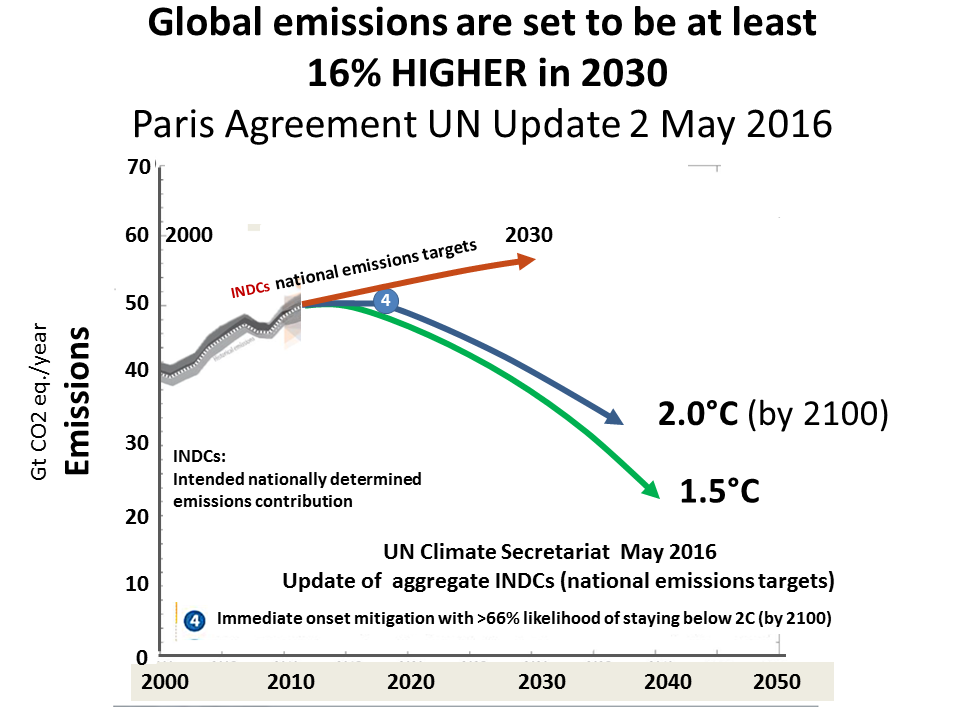 Global emissions are set to be at least
16% HIGHER in 2030
Paris Agreement UN Update 2 May 2016
70
60
2000
2030
INDCs national emissions targets
50
4
Historical emissions
40
Gt CO2 eq./year
Emissions
2.0°C (by 2100)
30
INDCs:
Intended nationally determined
emissions contribution
1.5°C
20
UN Climate Secretariat May 2016
10
Update of aggregate INDCs (national emissions targets)
4 Immediate onset mitigation with >66% likelihood of staying below 2C (by 2100)
0
2000 2010 2020 2030 2040 2050